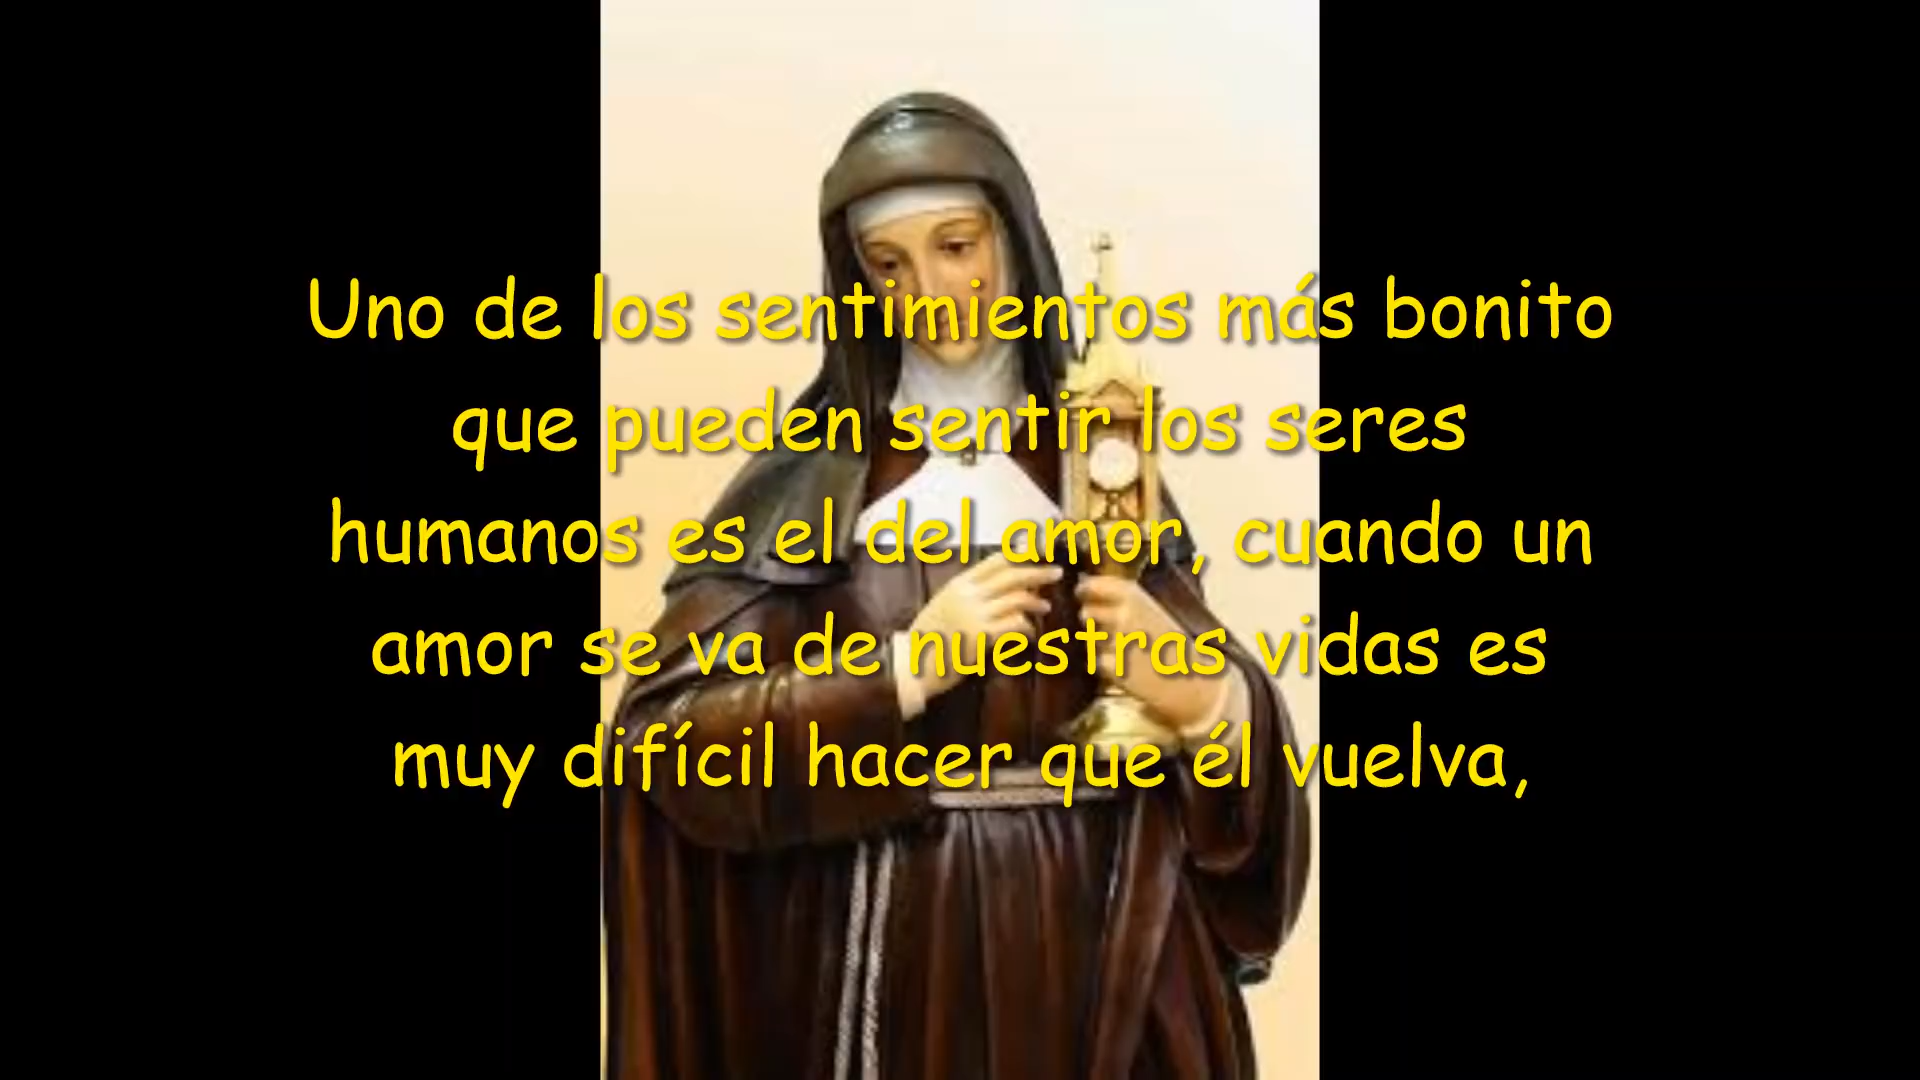 Uno de los sentimientos más bonito
que pueden sentir los seres
humanos es el del amor, cuando un
amor se va de nuestras vidas es
muy difícil hacer que él vuelva,